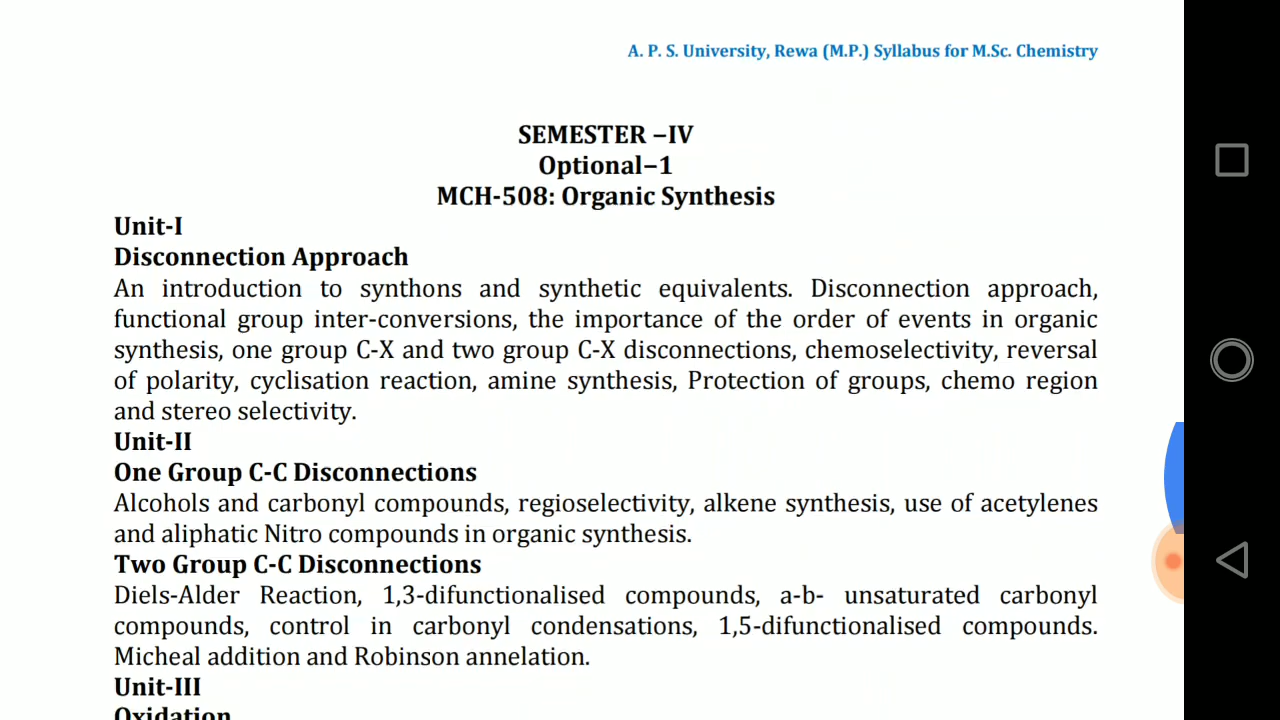 A. P. S. University, Rewa (M.P.) Syllabus for M.Sc. Chemistry
SEMESTER –IV
Optional–1
MCH-508: Organic Synthesis
Unit-I
Disconnection Approach
An introduction to synthons and synthetic equivalents. Disconnection approach,
functional group inter-conversions, the importance of the order of events in organic
synthesis, one group C-X and two group C-X disconnections, chemoselectivity, reversal
of polarity, cyclisation reaction, amine synthesis, Protection of groups, chemo region
and stereo selectivity.
Unit-II
One Group C-C Disconnections
Alcohols and carbonyl compounds, regioselectivity, alkene synthesis, use of acetylenes
and aliphatic Nitro compounds in organic synthesis.
Two Group C-C Disconnections
Diels-Alder Reaction, 1,3-difunctionalised compounds, a-b- unsaturated carbonyl
compounds, control in carbonyl condensations, 1,5-difunctionalised compounds.
Micheal addition and Robinson annelation.
Unit-III
Oxidation